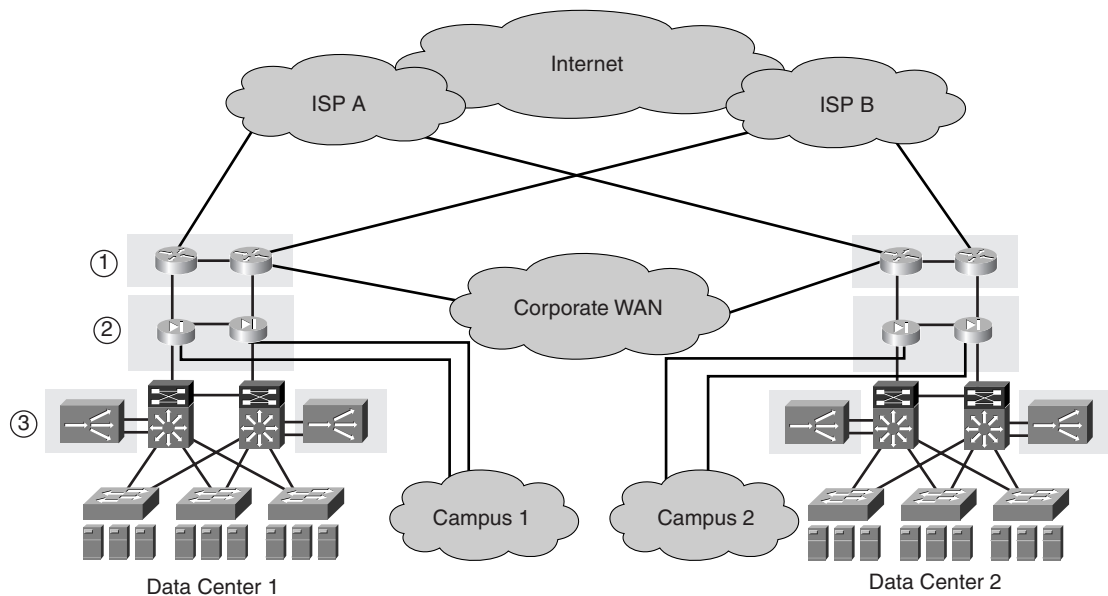 Internet
ISP A
ISP B
1
Corporate WAN
2
3
Campus 1
Campus 2
Data Center 1
Data Center 2